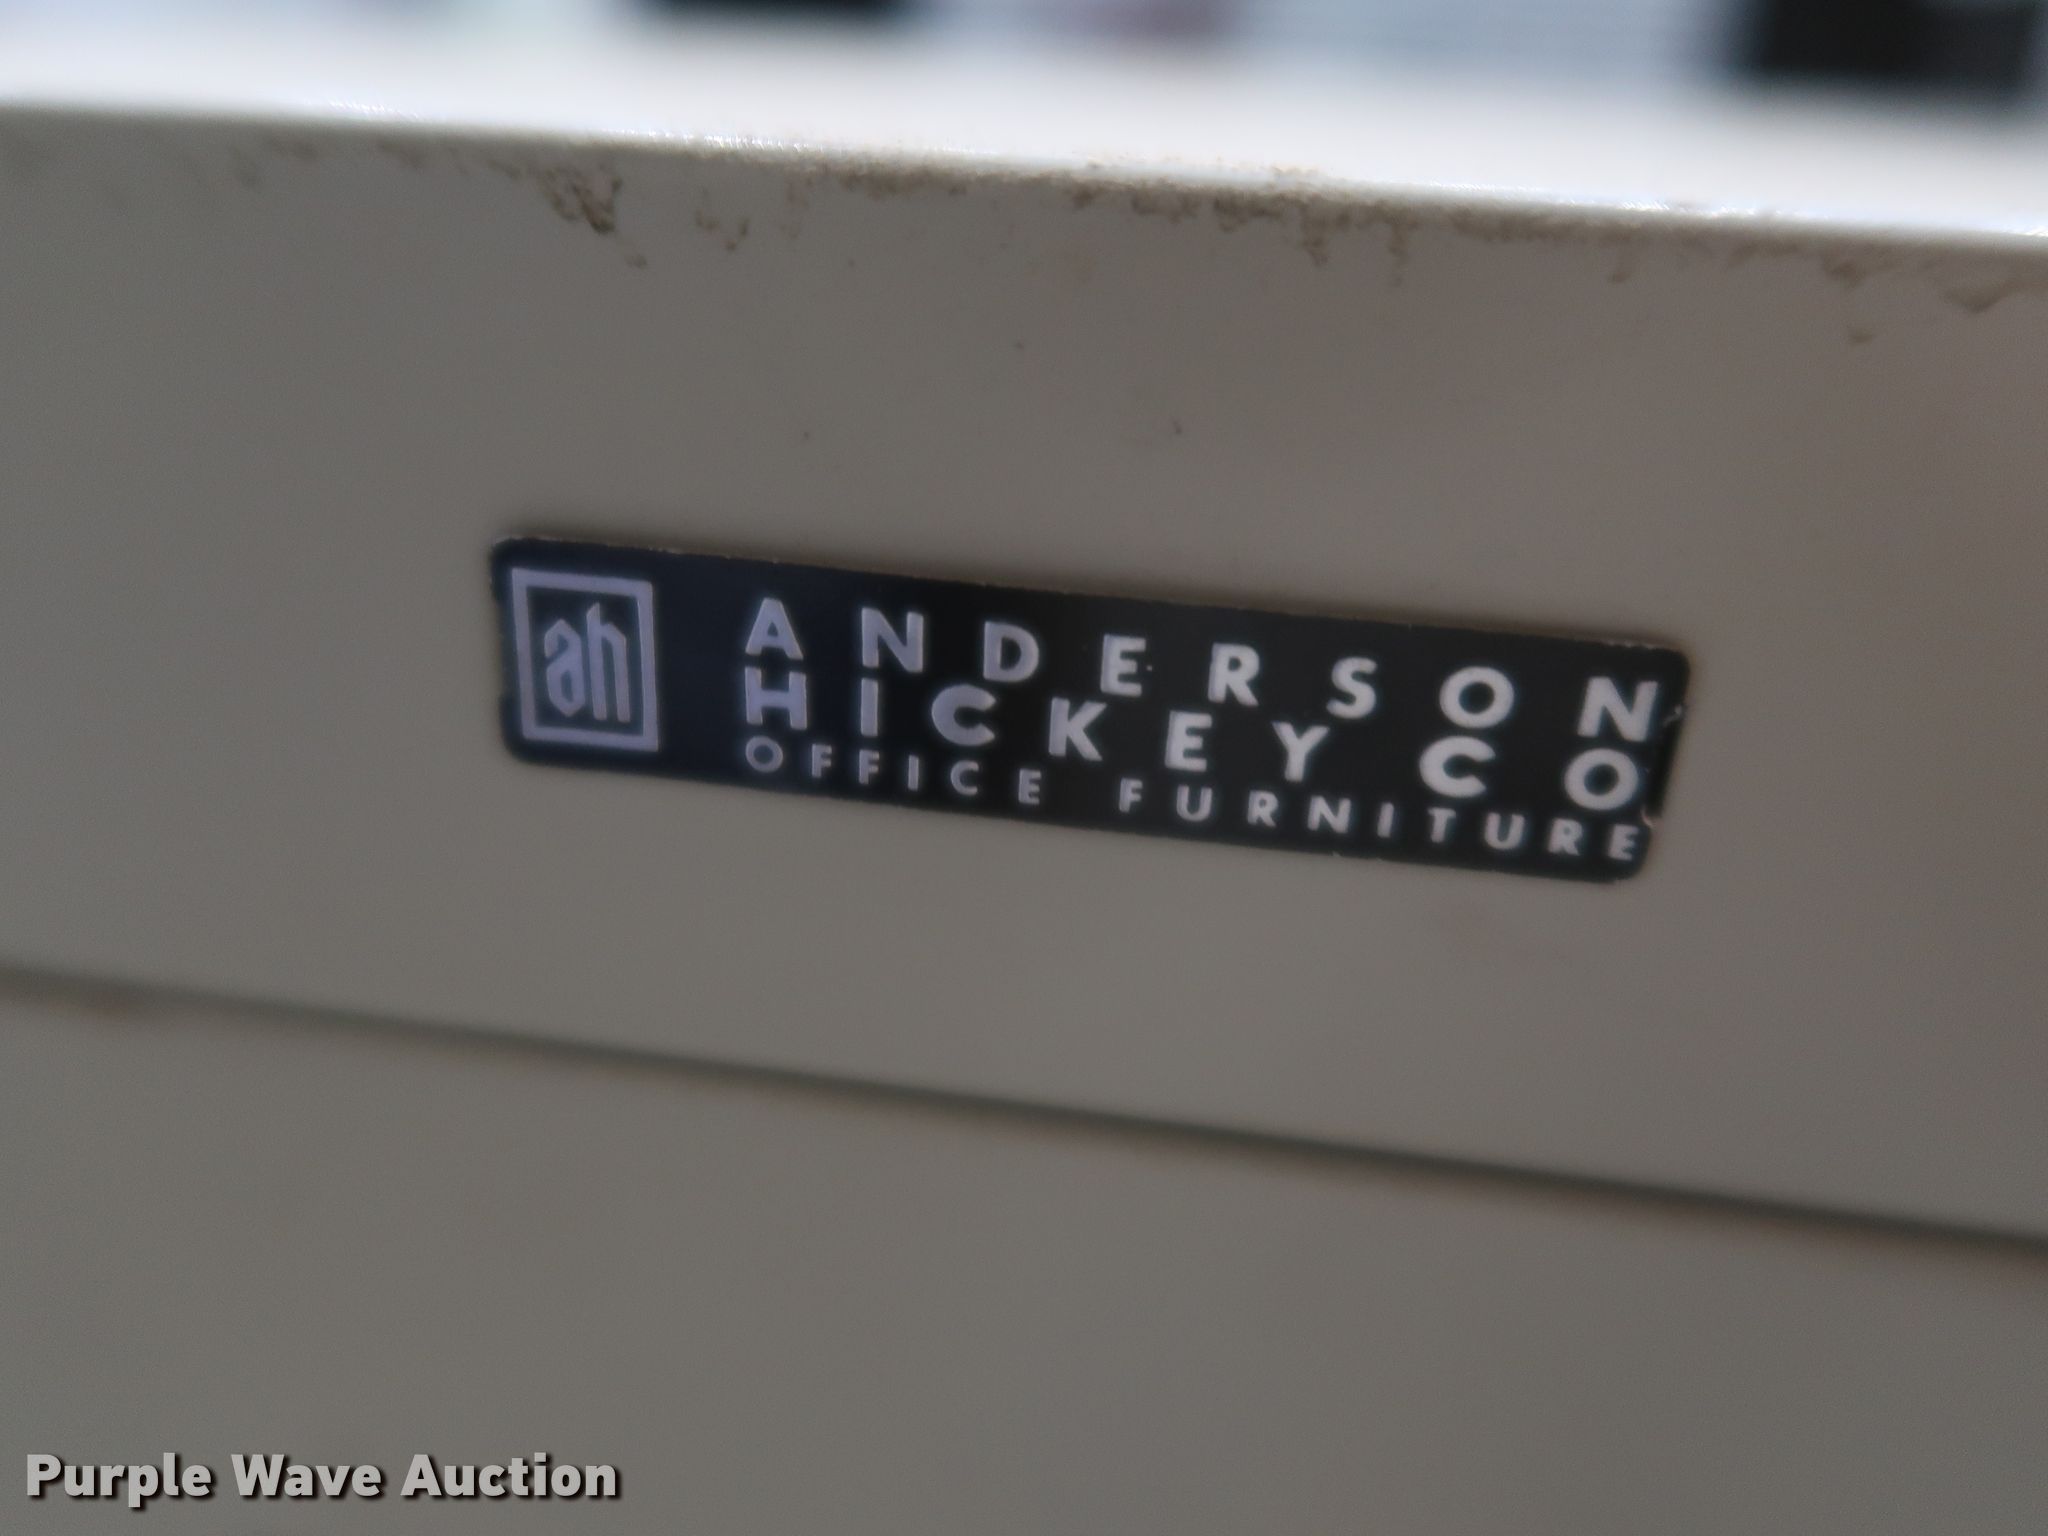 ah
ANDERSON
HICKEY CO
OFFICE FURNITURE
Purple Wave Auction